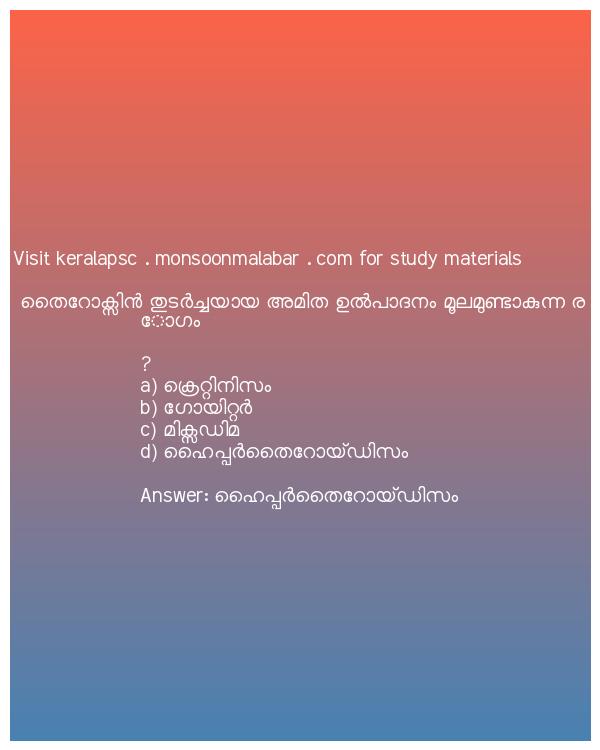 Visit keralapsc . monsoonmalabar . com for study materials
തൈറോക്സിൻ തുടർച്ചയായ അമിത ഉൽപാദനം മൂലമുണ്ടാകുന്ന ര
ോഗം
?
a) ക്രെറ്റിനിസം
b) ഗോയിറ്റർ
c) മിക്സഡിമ
d) ഹൈപ്പർതൈറോയ്ഡിസം
Answer: ഹൈപ്പർതൈറോയ്ഡിസം